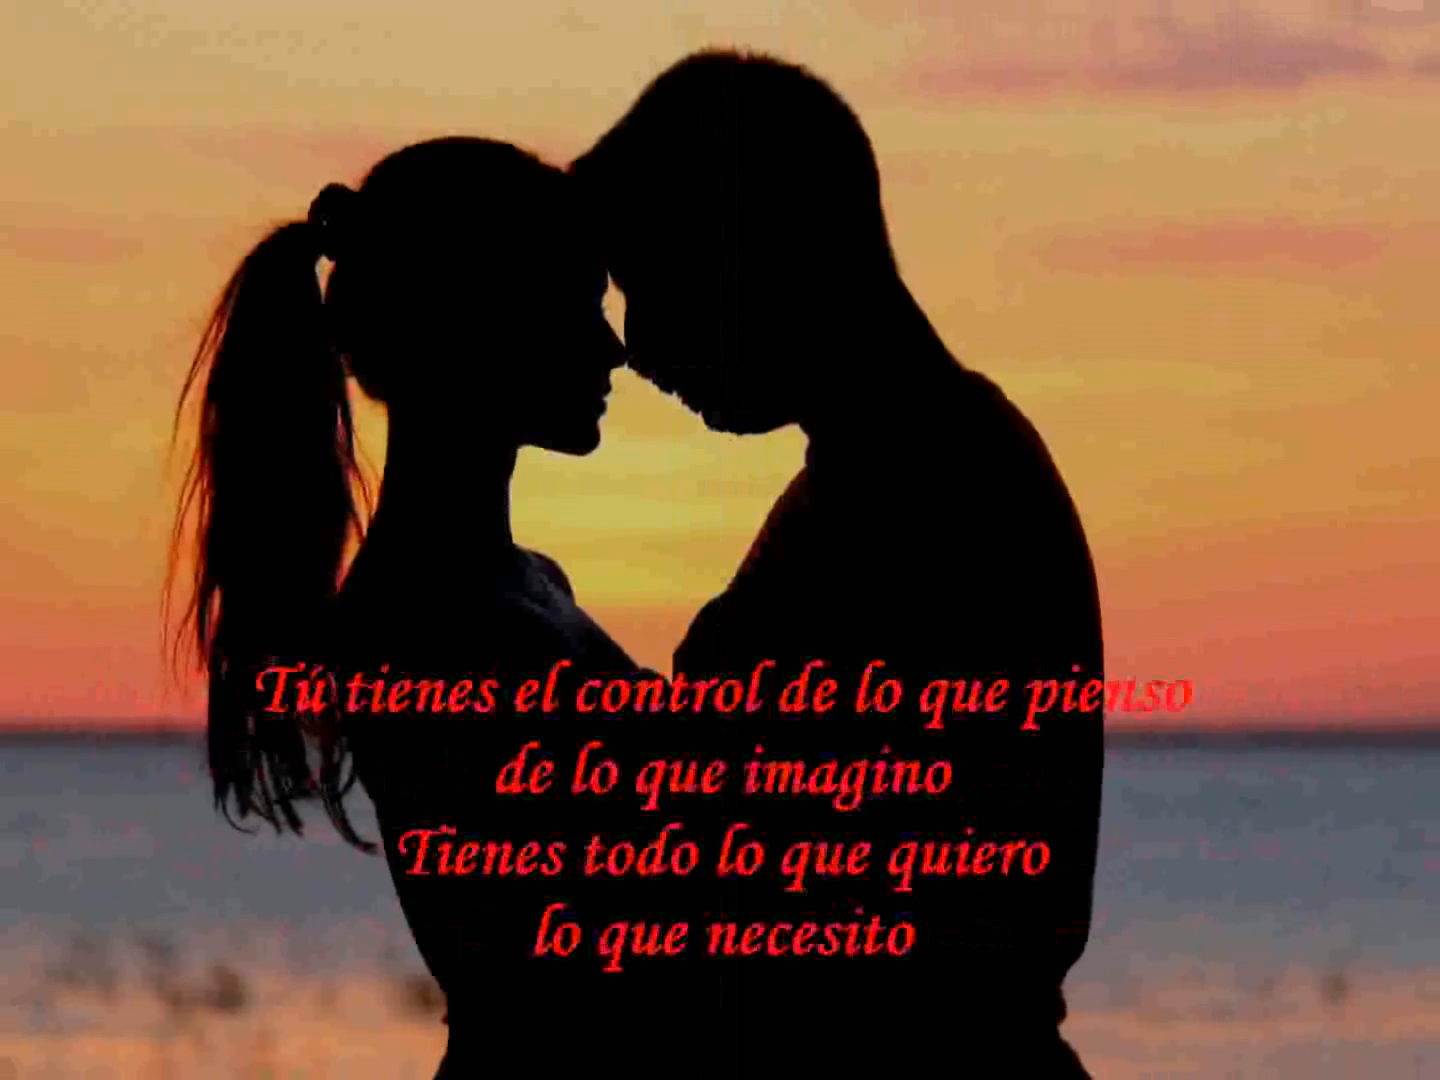 Tú tienes el control de lo que pienso
de lo que imagino
Tienes todo lo que quiero
lo que necesito